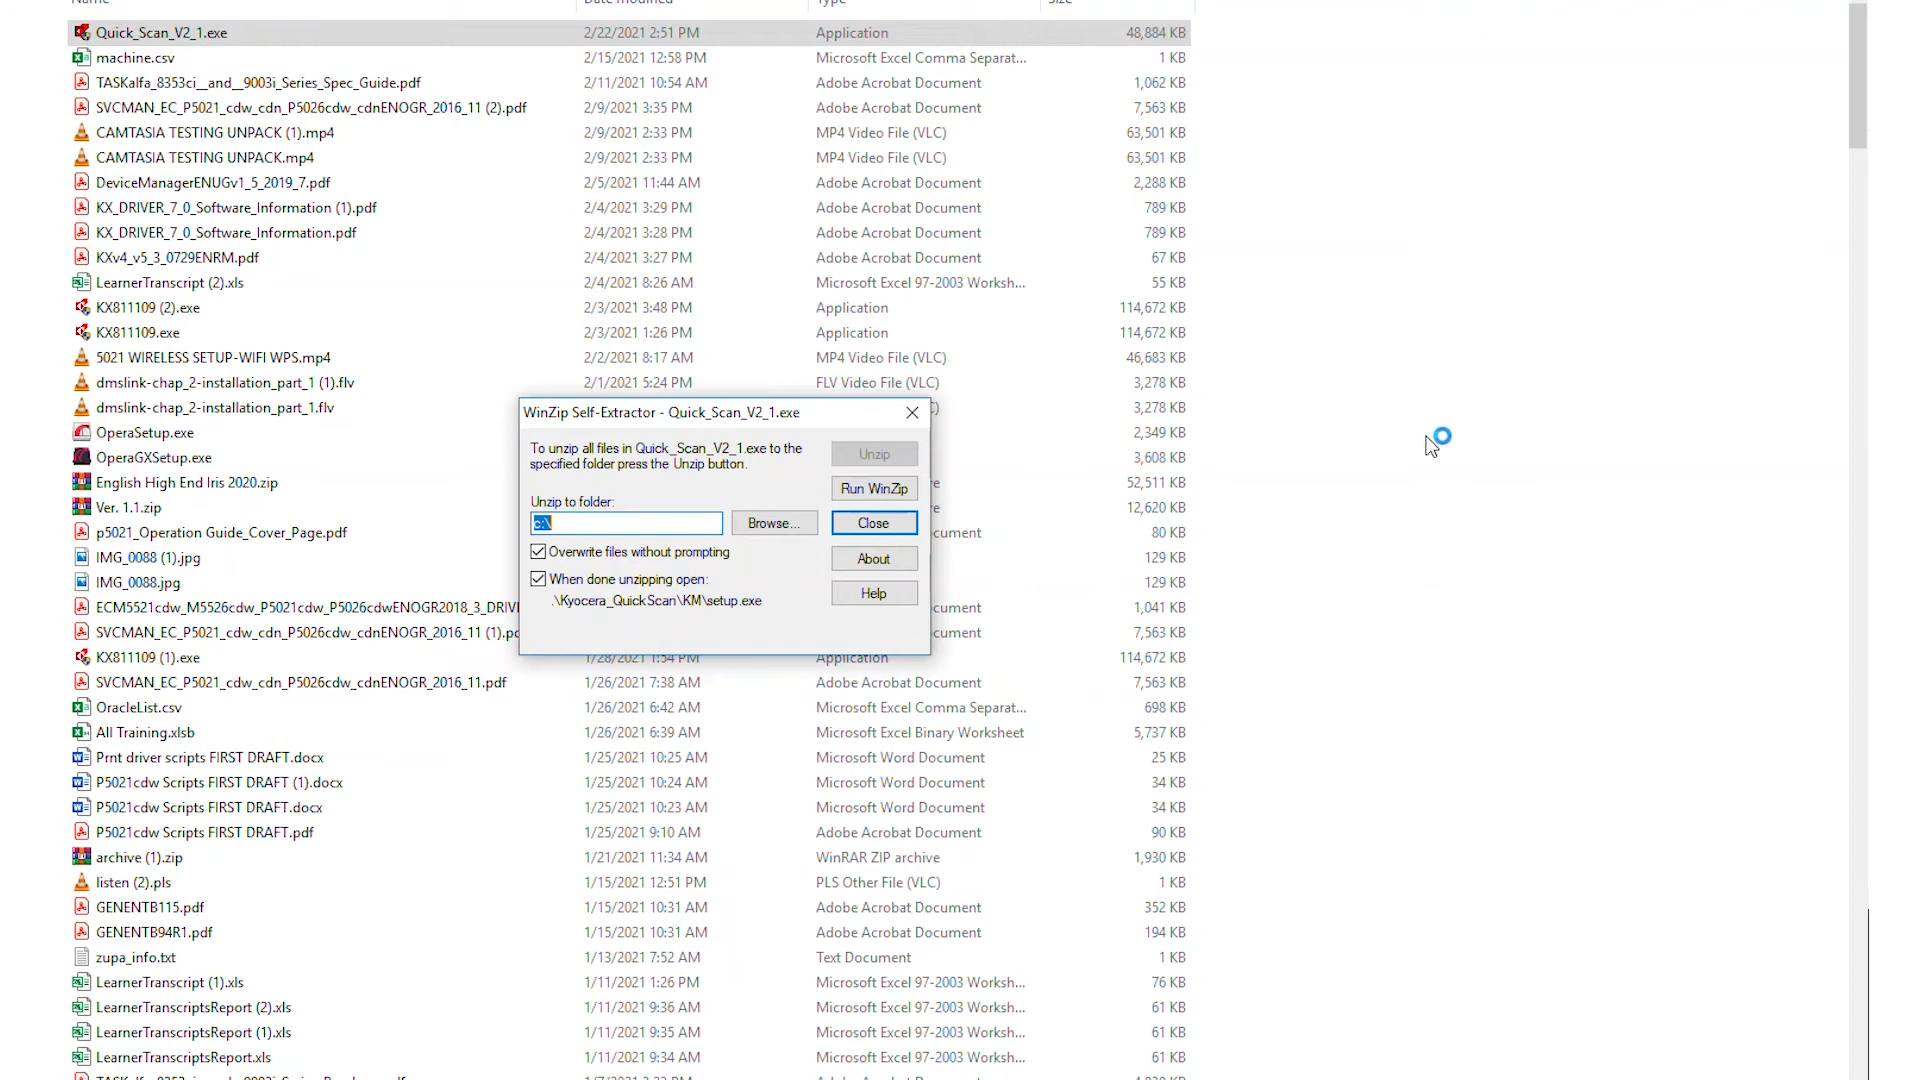 Name Date modified Type Size
Quick_Scan_V2_1.exe 2/22/2021 2:51 PM Application 48,884 KB
machine.csv 2/15/2021 12:58 PM Microsoft Excel Comma Separat... 1 KB
TASKalfa_8353ci__and__9003i_Series_Spec_Guide.pdf 2/11/2021 10:54 AM Adobe Acrobat Document 1,062 KB
SVCMAN_EC_P5021_cdw_cdn_P5026cdw_cdnENOGR_2016_11 (2).pdf 2/9/2021 3:35 PM Adobe Acrobat Document 7,563 KB
CAMTASIA TESTING UNPACK (1).mp4 2/9/2021 2:33 PM MP4 Video File (VLC) 63,501 KB
CAMTASIA TESTING UNPACK.mp4 2/9/2021 2:33 PM MP4 Video File (VLC) 63,501 KB
DeviceManagerENUGv1_5_2019_7.pdf 2/5/2021 11:44 AM Adobe Acrobat Document 2,288 KB
KX_DRIVER_7_0_Software_Information (1).pdf 2/4/2021 3:29 PM Adobe Acrobat Document 789 KB
KX_DRIVER_7_0_Software_Information.pdf 2/4/2021 3:28 PM Adobe Acrobat Document 789 KB
KXv4_v5_3_0729ENRM.pdf 2/4/2021 3:27 PM Adobe Acrobat Document 67 KB
LearnerTranscript (2).xls 2/4/2021 8:26 AM Microsoft Excel 97-2003 Worksh... 55 KB
KX811109 (2).exe 2/3/2021 3:48 PM Application 114,672 KB
KX811109.exe 2/3/2021 1:26 PM Application 114,672 KB
5021 WIRELESS SETUP-WIFI WPS.mp4 2/2/2021 8:17 AM MP4 Video File (VLC) 46,683 KB
dmslink-chap_2-installation_part_1 (1).flv 2/1/2021 5:24 PM FLV Video File (VLC) 3,278 KB
dmslink-chap_2-installation_part_1.flv C) 3,278 KB
OperaSetup.exe 2,349 KB
OperaGXSetup.exe 3,608 KB
English High End Iris 2020.zip e 52,511 KB
Ver. 1.1.zip e 12,620 KB
p5021_Operation Guide_Cover_Page.pdf cument 80 KB
IMG_0088 (1).jpg 129 KB
IMG_0088.jpg 129 KB
ECM5521cdw_M5526cdw_P5021cdw_P5026cdwENOGR2018_3_DRIVE cument 1,041 KB
SVCMAN_EC_P5021_cdw_cdn_P5026cdw_cdnENOGR_2016_11 (1).pd cument 7,563 KB
KX811109 (1).exe 1/28/2021 1:54 PM Application 114,672 KB
SVCMAN_EC_P5021_cdw_cdn_P5026cdw_cdnENOGR_2016_11.pdf 1/26/2021 7:38 AM Adobe Acrobat Document 7,563 KB
OracleList.csv 1/26/2021 6:42 AM Microsoft Excel Comma Separat... 698 KB
All Training.xlsb 1/26/2021 6:39 AM Microsoft Excel Binary Worksheet 5,737 KB
Prnt driver scripts FIRST DRAFT.docx 1/25/2021 10:25 AM Microsoft Word Document 25 KB
P5021cdw Scripts FIRST DRAFT (1).docx 1/25/2021 10:24 AM Microsoft Word Document 34 KB
P5021cdw Scripts FIRST DRAFT.docx 1/25/2021 10:23 AM Microsoft Word Document 34 KB
P5021cdw Scripts FIRST DRAFT.pdf 1/25/2021 9:10 AM Adobe Acrobat Document 90 KB
archive (1).zip 1/21/2021 11:34 AM WinRAR ZIP archive 1,930 KB
listen (2).pls 1/15/2021 12:51 PM PLS Other File (VLC) 1 KB
GENENTB115.pdf 1/15/2021 10:31 AM Adobe Acrobat Document 352 KB
GENENTB94R1.pdf 1/15/2021 10:31 AM Adobe Acrobat Document 194 KB
zupa_info.txt 1/13/2021 7:52 AM Text Document 1 KB
LearnerTranscript (1).xls 1/11/2021 1:26 PM Microsoft Excel 97-2003 Worksh... 76 KB
LearnerTranscriptsReport (2).xls 1/11/2021 9:36 AM Microsoft Excel 97-2003 Worksh... 61 KB
LearnerTranscriptsReport (1).xls 1/11/2021 9:35 AM Microsoft Excel 97-2003 Worksh... 61 KB
LearnerTranscriptsReport.xls 1/11/2021 9:34 AM Microsoft Excel 97-2003 Worksh... 61 KB
WinZip Self-Extractor - Quick_Scan_V2_1.exe
To unzip all files in Quick_Scan_V2_1.exe to the
specified folder press the Unzip button.
Unzip to folder:
c:\
Browse...
Overwrite files without prompting
When done unzipping open:
.\Kyocera_QuickScan\KM\setup.exe
Unzip
Run WinZip
Close
About
Help